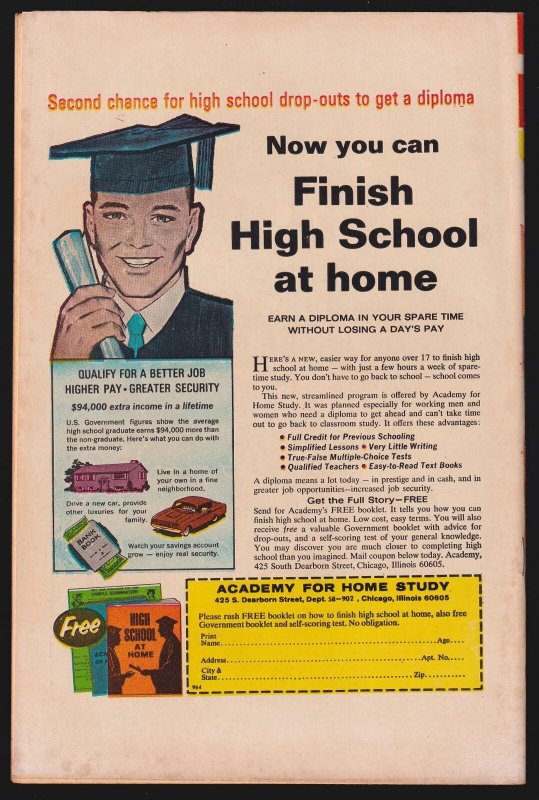 Second chance for high school drop-outs to get a diploma
Now you can
Finish
High School
at home
EARN A DIPLOMA IN YOUR SPARE TIME
WITHOUT LOSING A DAY'S PAY
HERE'S A NEW, easier way for anyone over 17 to finish high
school at home — with just a few hours a week of spare-
time study. You don't have to go back to school — school comes
to you.
This new, streamlined program is offered by Academy for
Home Study. It was planned especially for working men and
women who need a diploma to get ahead and can't take time
out to go back to classroom study. It offers these advantages:
• Full Credit for Previous Schooling
• Simplified Lessons • Very Little Writing
• True-False Multiple-Choice Tests
• Qualified Teachers • Easy-to-Read Text Books
A diploma means a lot today — in prestige and in cash, and in
greater job opportunities—increased job security.
Get the Full Story—FREE
Send for Academy's FREE booklet. It tells you how you can
finish high school at home. Low cost, easy terms. You will also
receive free a valuable Government booklet with advice for
drop-outs, and a self-scoring test of your general knowledge.
You may discover you are much closer to completing high
school than you imagined. Mail coupon below today. Academy,
425 South Dearborn Street, Chicago, Illinois 60605.
QUALIFY FOR A BETTER JOB
HIGHER PAY • GREATER SECURITY
$94,000 extra income in a lifetime
U.S. Government figures show the average
high school graduate earns $94,000 more than
the non-graduate. Here's what you can do with
the extra money:
Live in a home of
your own in a fine
neighborhood.
Drive a new car, provide
other luxuries for your
family.
BANK
BOOK
Watch your savings account
grow — enjoy real security.
Free
SAMPLE EXAMINATION
HIGH
SCHOOL
AT
HOME
ACADEMY FOR HOME STUDY
425 S. Dearborn Street, Dept. 58-902 , Chicago, Illinois 60605
Please rush FREE booklet on how to finish high school at home, also free
Government booklet and self-scoring test. No obligation.
Print
Name Age
Address Apt. No.
City &
State Zip
964